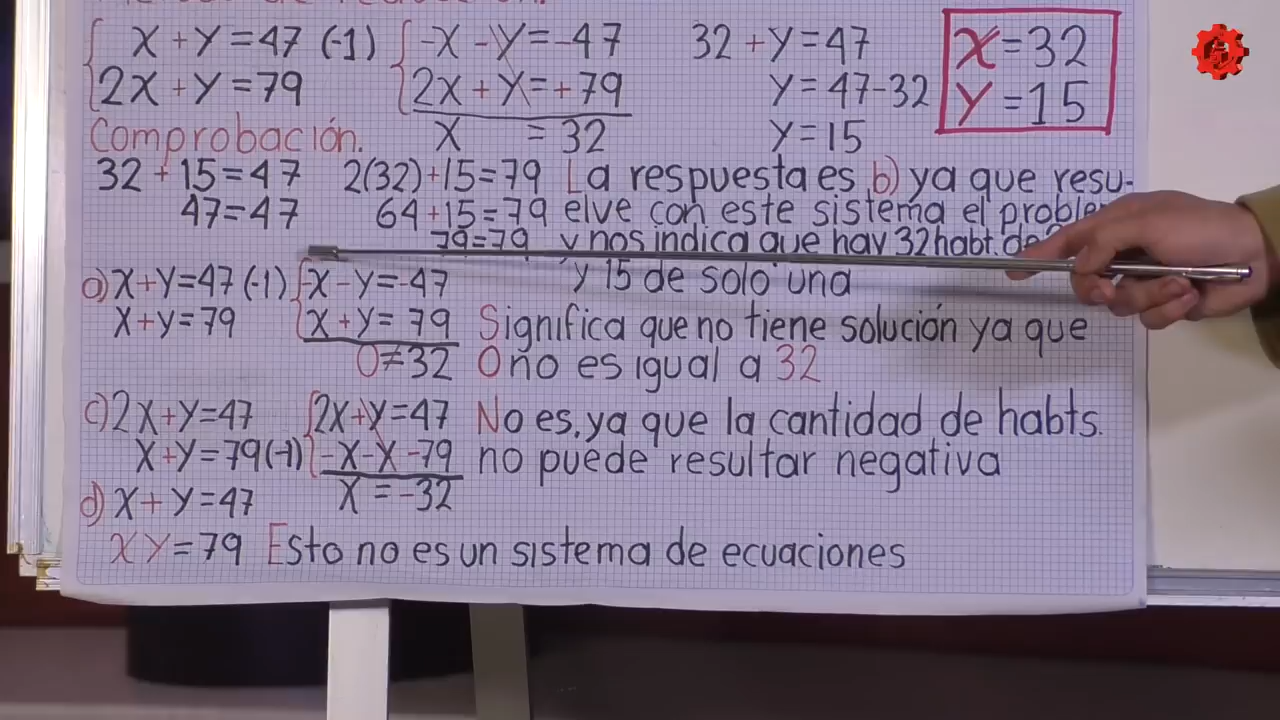 x+y=47 (-1) -x-y=-47 32+y=47 x=32
2x+y=79 2x+y=+79 y=47-32 y=15
Comprobación. x =32 y=15
32+15=47 2(32)+15=79 La respuesta es b) ya que resu-
47=47 64+15=79 elve con este sistema el
79=79 y nos indica que hay 32 habt. de
a) x+y=47 (-1) -x-y=-47 y 15 de solo una
x+y=79 x+y=79 Significa que no tiene solución ya que
0≠32 0 no es igual a 32
c) 2x+y=47 2x+y=47 No es, ya que la cantidad de habts.
x+y=79(-1) -x-x-79 no puede resultar negativa
d) x+y=47 x=-32
xy=79 Esto no es un sistema de ecuaciones